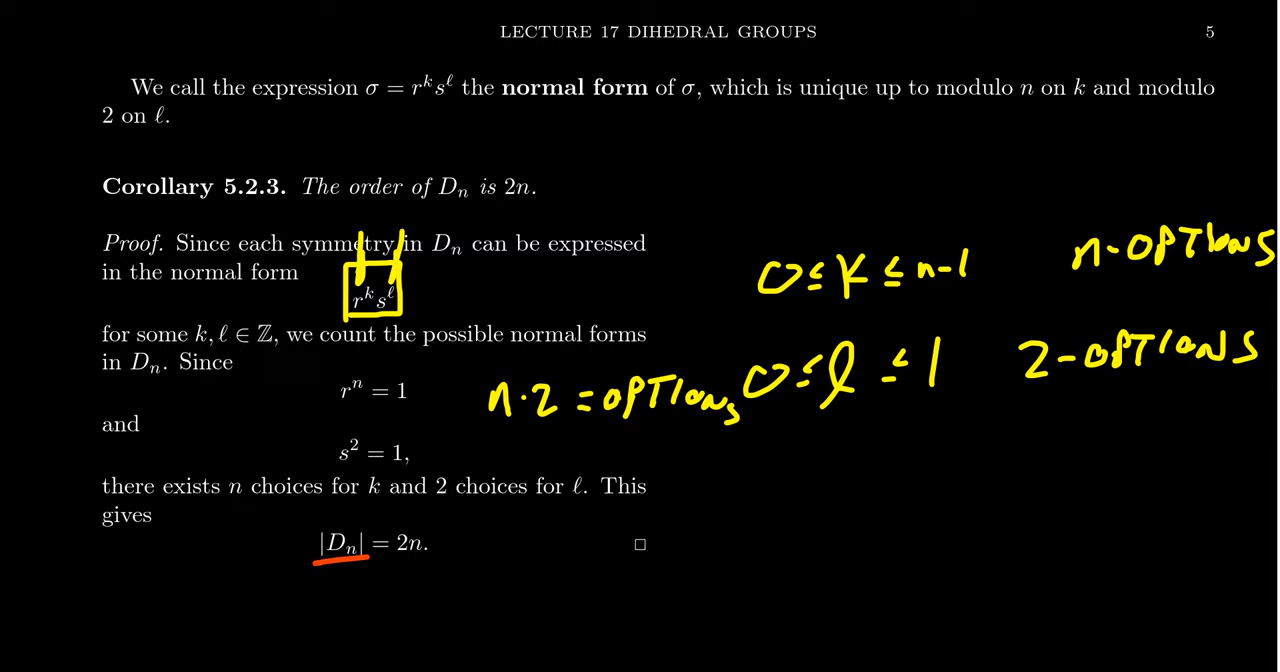 LECTURE 17 DIHEDRAL GROUPS 5
We call the expression σ = r^k s^ℓ the normal form of σ, which is unique up to modulo n on k and modulo
2 on ℓ.
Corollary 5.2.3. The order of D_n is 2n.
Proof. Since each symmetry in D_n can be expressed
in the normal form
r^k s^ℓ
for some k, ℓ ∈ ℤ, we count the possible normal forms
in D_n. Since
r^n = 1
and
s^2 = 1,
there exists n choices for k and 2 choices for ℓ. This
gives
|D_n| = 2n. □
0 ≤ K ≤ n-1 n-OPTIONS
0 ≤ ℓ ≤ 1 2-OPTIONS
n·2 = OPTIONS